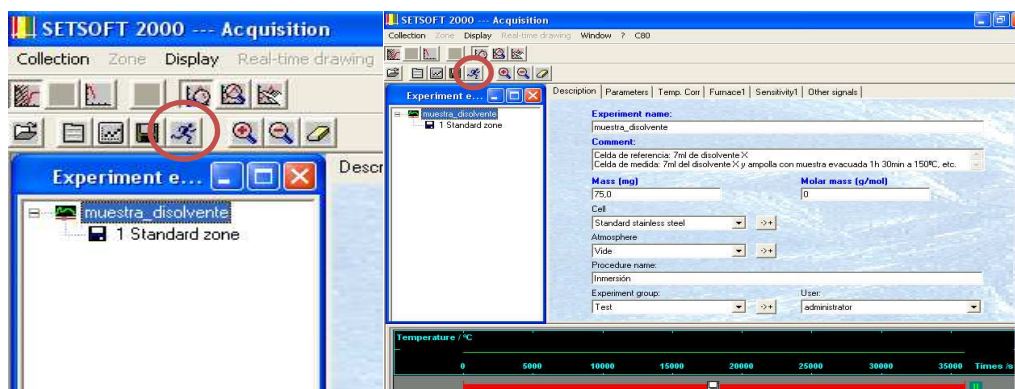 SETSOFT 2000 --- Acquisition
Collection Zone Display Real-time drawing
Experiment e...
muestra_disolvente
1 Standard zone
Descr
SETSOFT 2000 --- Acquisition
Collection Zone Display Real-time drawing Window ? C80
Experiment e...
muestra_disolvente
1 Standard zone
Description Parameters Temp. Corr Furnace1 Sensitivity1 Other signals
Experiment name:
muestra_disolvente
Comment:
Celda de referencia: 7ml de disolvente X
Celda de medida: 7ml del disolvente X y ampolla con muestra evacuada 1h 30min a 150ºC, etc.
Mass (mg) Molar mass (g/mol)
75,0 0
Cell
Standard stainless steel ->+
Atmosphere
Vide ->+
Procedure name:
Inmersión
Experiment group: User:
Test ->+ administrator
Temperature / ºC
0 5000 10000 15000 20000 25000 30000 35000 Times /s